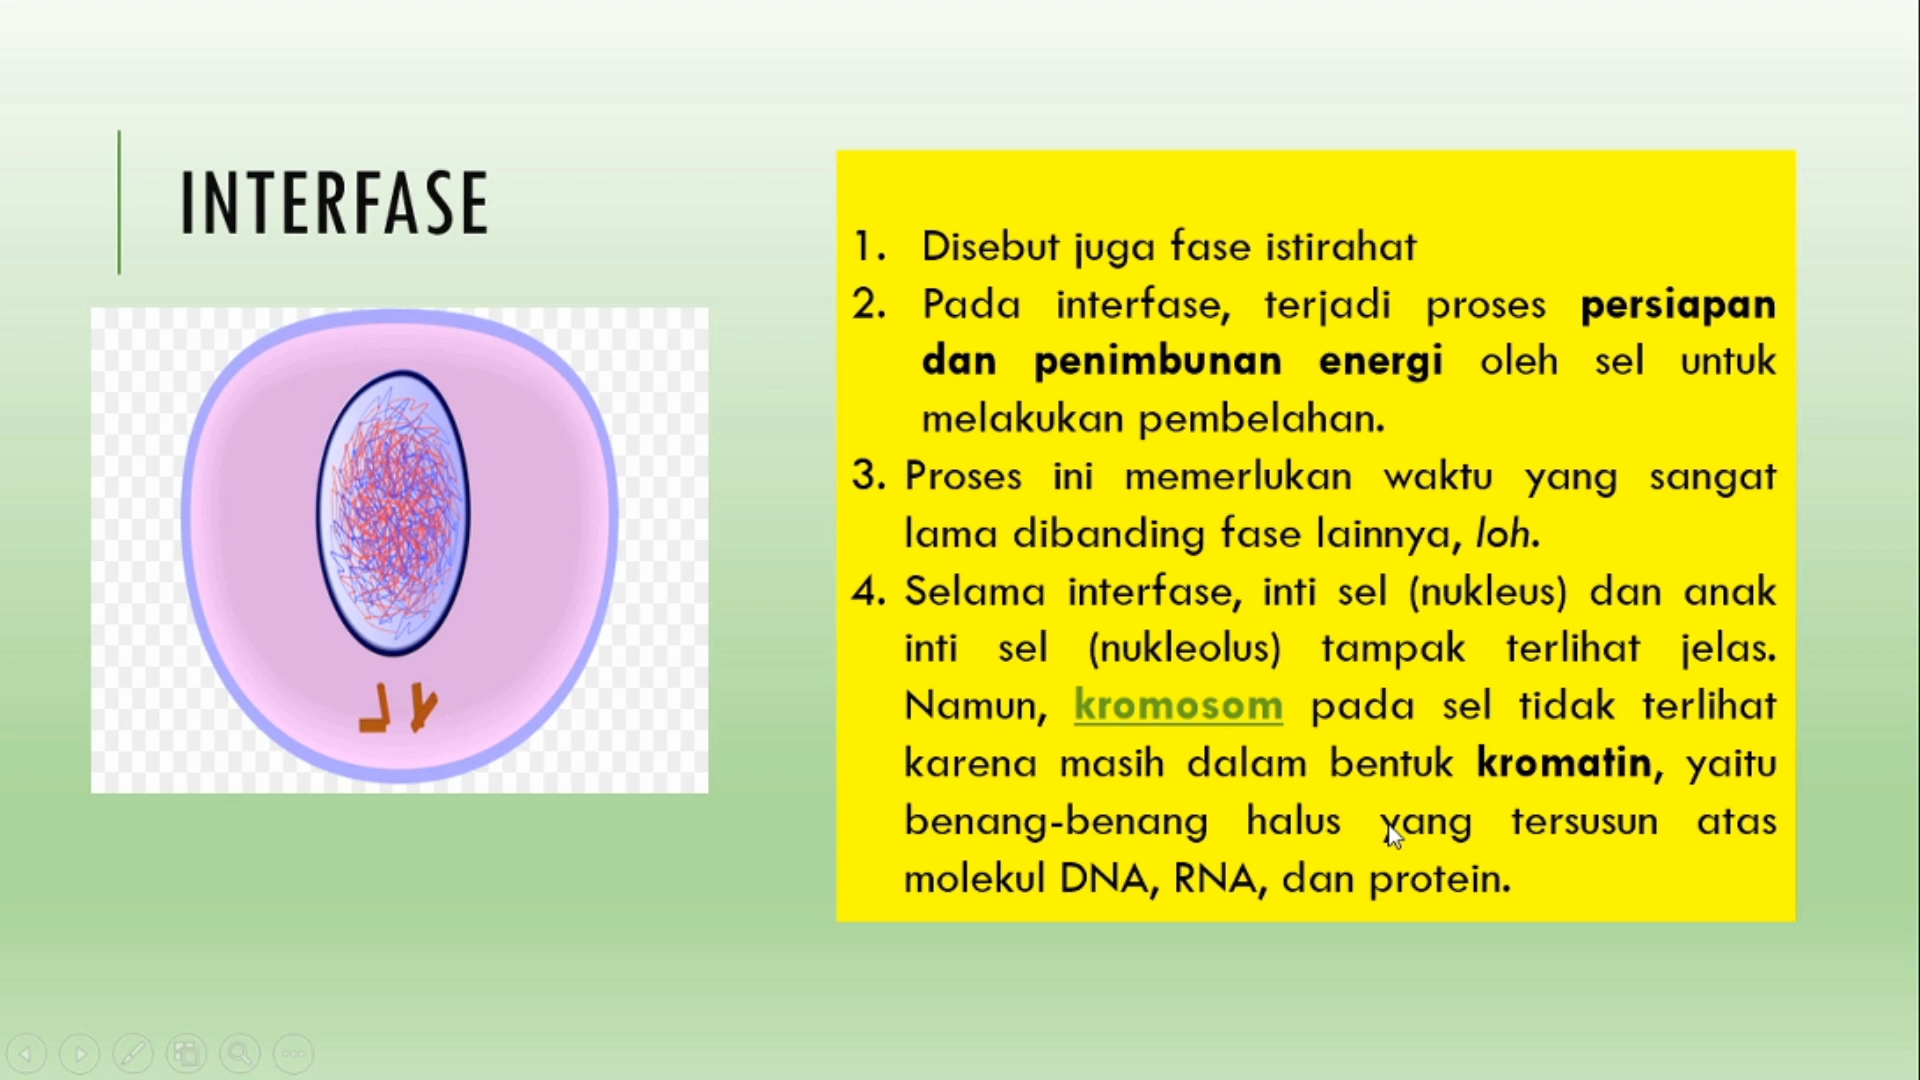 INTERFASE
1. Disebut juga fase istirahat
2. Pada interfase, terjadi proses persiapan
dan penimbunan energi oleh sel untuk
melakukan pembelahan.
3. Proses ini memerlukan waktu yang sangat
lama dibanding fase lainnya, loh.
4. Selama interfase, inti sel (nukleus) dan anak
inti sel (nukleolus) tampak terlihat jelas.
Namun, kromosom pada sel tidak terlihat
karena masih dalam bentuk kromatin, yaitu
benang-benang halus yang tersusun atas
molekul DNA, RNA, dan protein.